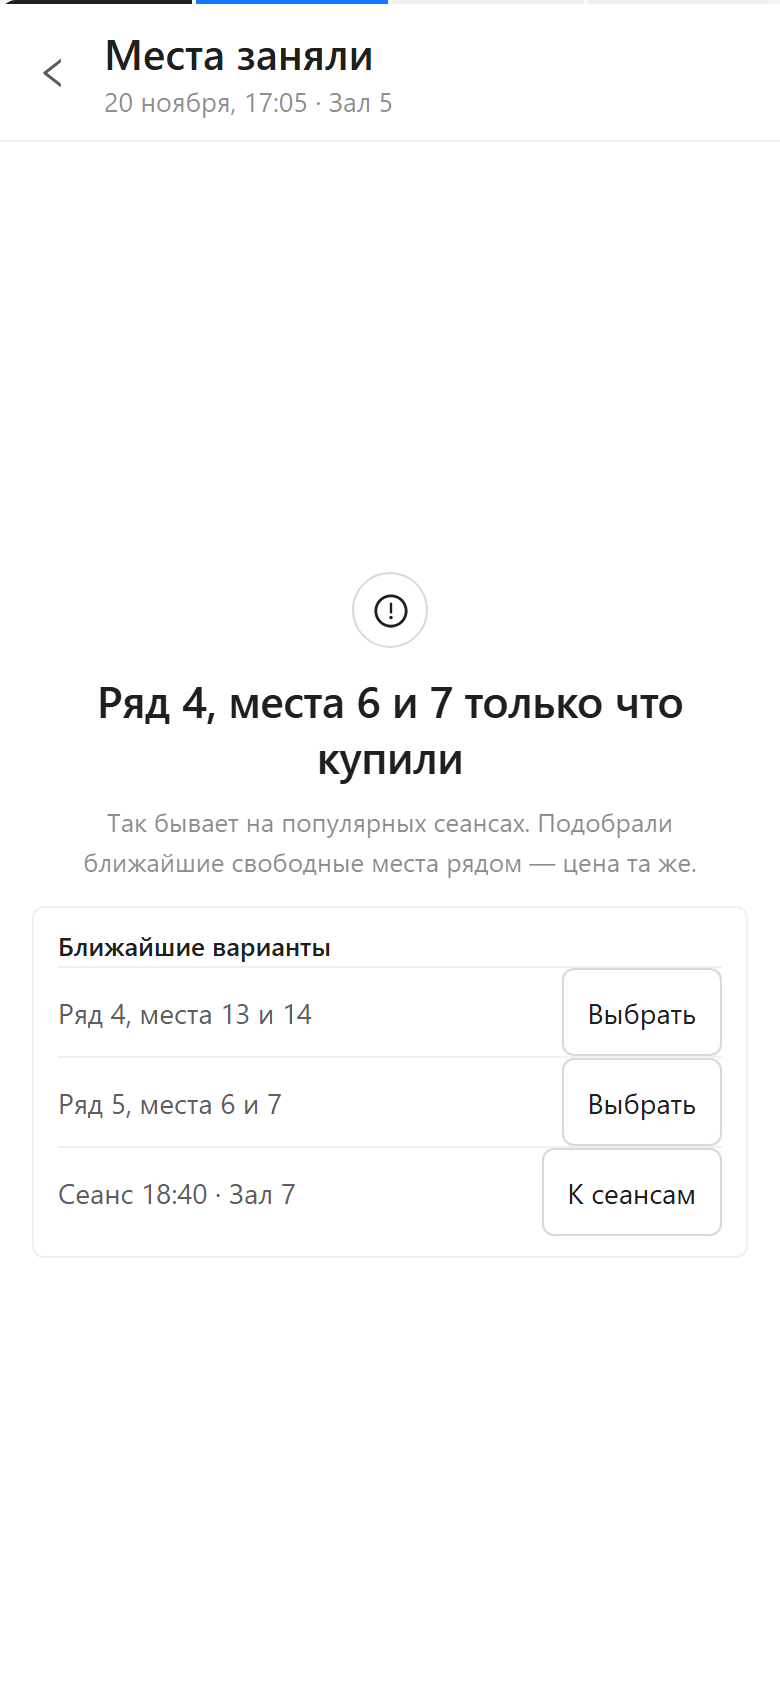 Места заняли
20 ноября, 17:05 · Зал 5
Ряд 4, места 6 и 7 только что
купили
Так бывает на популярных сеансах. Подобрали
ближайшие свободные места рядом — цена та же.
Ближайшие варианты
Ряд 4, места 13 и 14
Выбрать
Ряд 5, места 6 и 7
Выбрать
Сеанс 18:40 · Зал 7
К сеансам